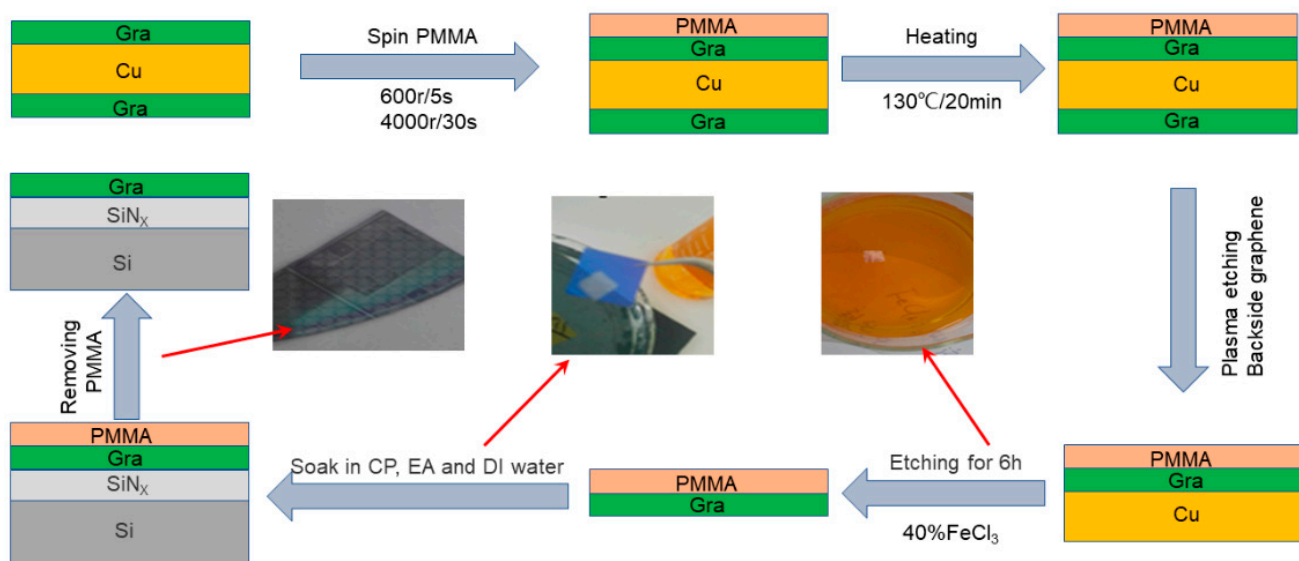 Gra
Cu
Gra
Spin PMMA
600r/5s
4000r/30s
PMMA
Gra
Cu
Gra
Heating
130℃/20min
PMMA
Gra
Cu
Gra
Plasma etching
Backside graphene
PMMA
Gra
Cu
Etching for 6h
40%FeCl₃
PMMA
Gra
Soak in CP, EA and DI water
PMMA
Gra
SiNₓ
Si
Removing
PMMA
Gra
SiNₓ
Si